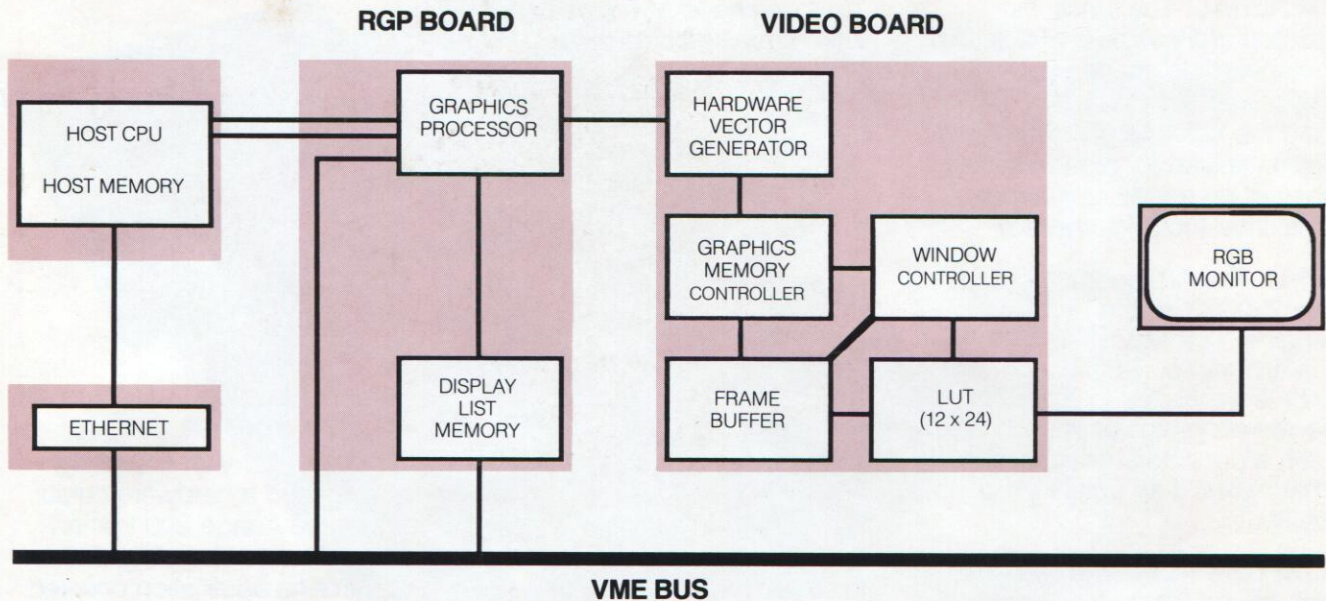 RGP BOARD
VIDEO BOARD
HOST CPU
HOST MEMORY
GRAPHICS
PROCESSOR
HARDWARE
VECTOR
GENERATOR
GRAPHICS
MEMORY
CONTROLLER
WINDOW
CONTROLLER
RGB
MONITOR
ETHERNET
DISPLAY
LIST
MEMORY
FRAME
BUFFER
LUT
(12 x 24)
VME BUS